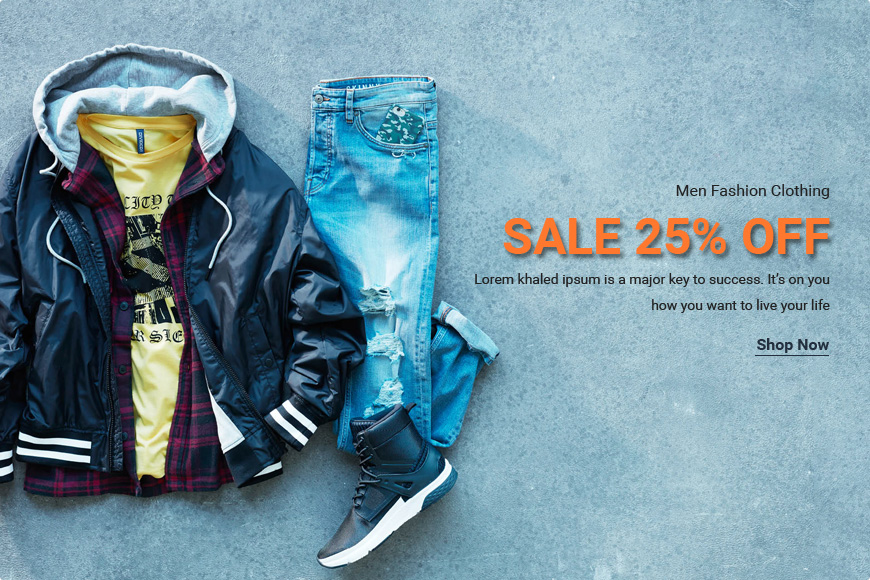 CITY
Men Fashion Clothing
SALE 25% OFF
Lorem khaled ipsum is a major key to success. It’s on you
how you want to live your life
Shop Now